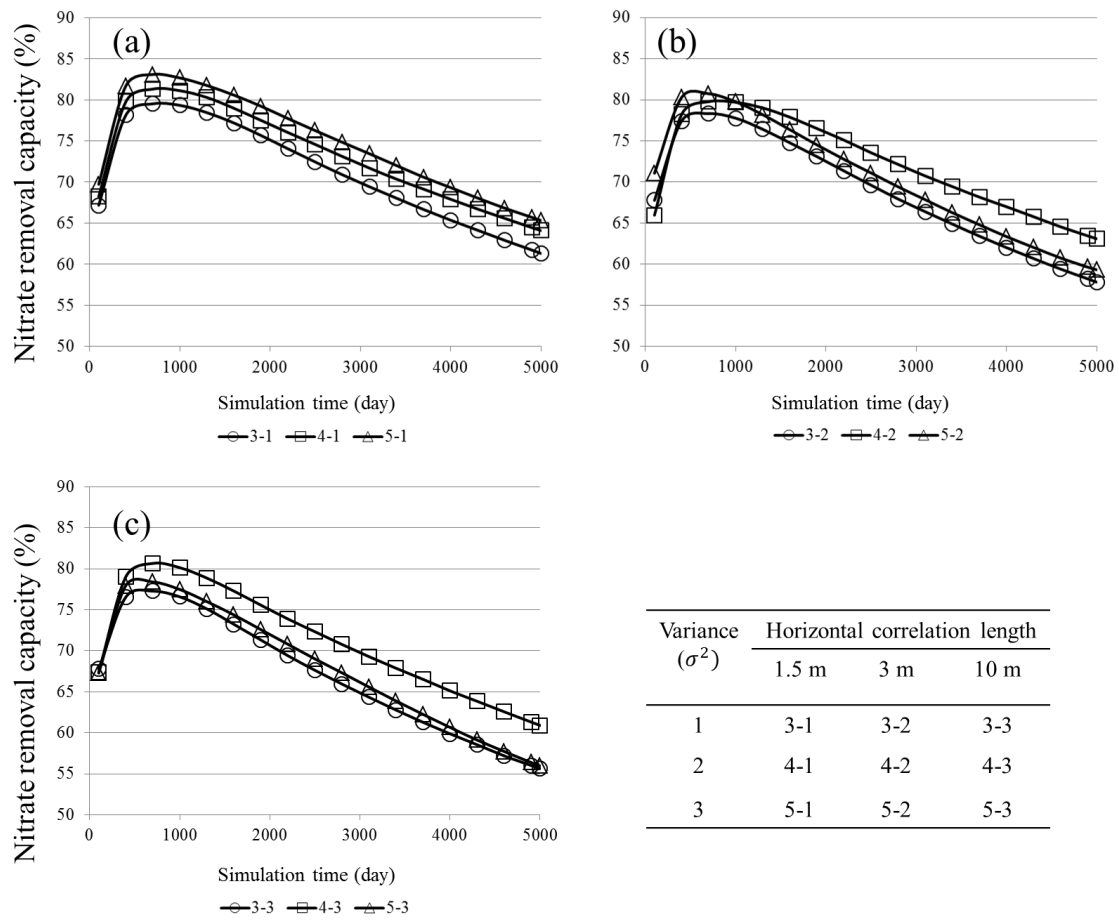 (a)
Nitrate removal capacity (%)
90
85
80
75
70
65
60
55
50
0 1000 2000 3000 4000 5000
Simulation time (day)
3-1 4-1 5-1
(b)
Nitrate removal capacity (%)
90
85
80
75
70
65
60
55
50
0 1000 2000 3000 4000 5000
Simulation time (day)
3-2 4-2 5-2
(c)
Nitrate removal capacity (%)
90
85
80
75
70
65
60
55
50
0 1000 2000 3000 4000 5000
Simulation time (day)
3-3 4-3 5-3
Variance Horizontal correlation length
(σ²)
1.5 m 3 m 10 m
1 3-1 3-2 3-3
2 4-1 4-2 4-3
3 5-1 5-2 5-3